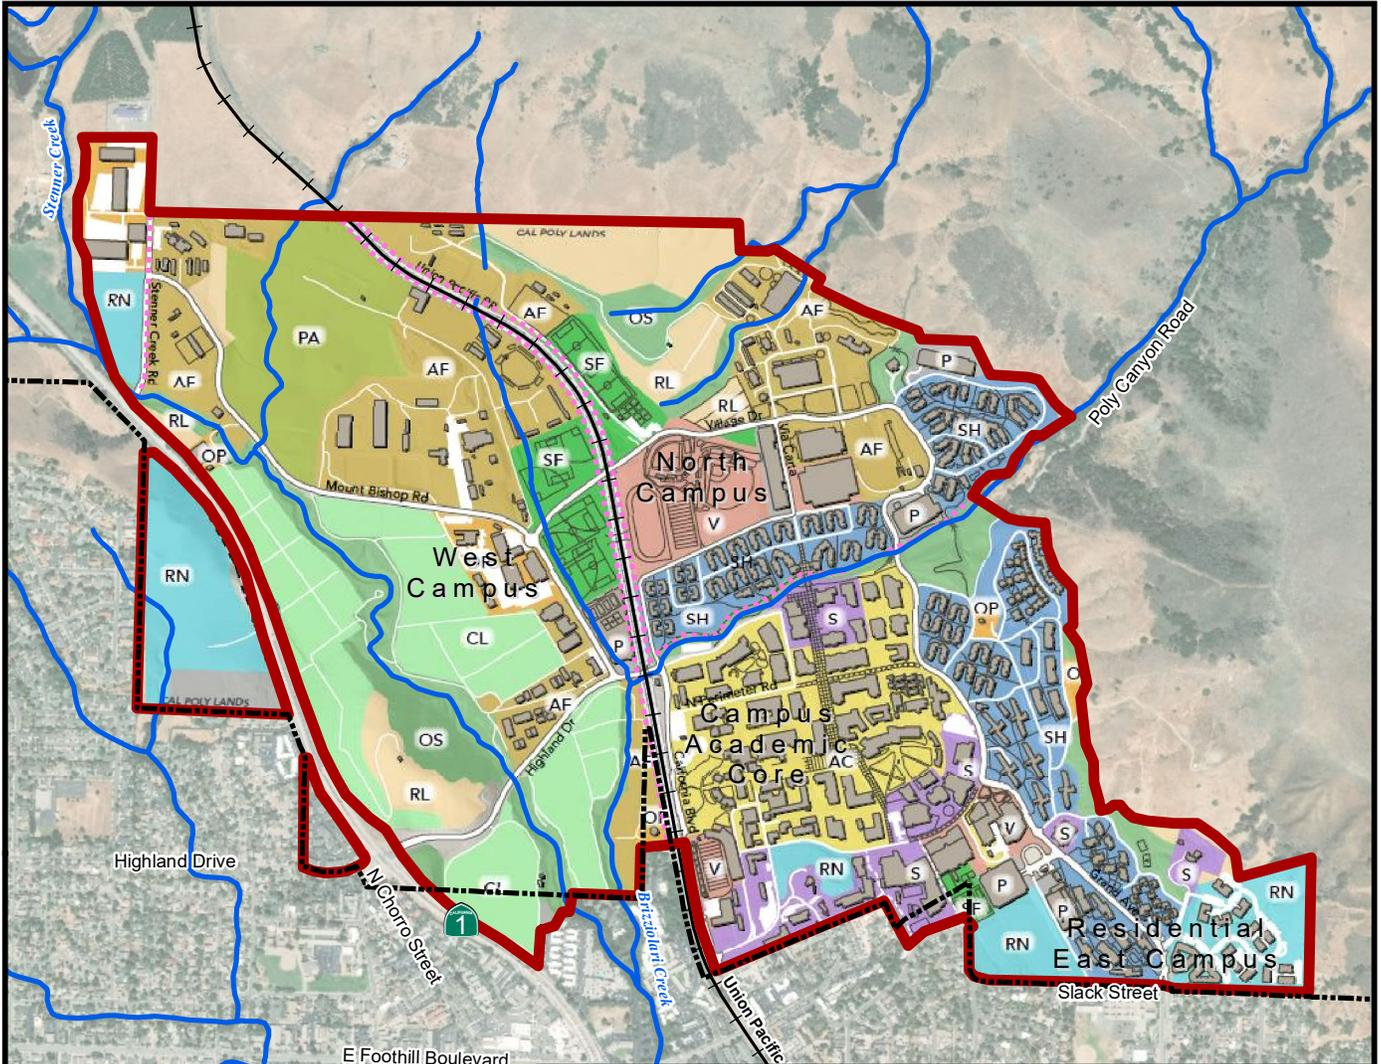 CAL POLY LANDS
Stenner Creek
RN
Stenner Creek Rd
PA
AF
OS
AF
AF
SF
P
Poly Canyon Road
AF
RL
RL
RL
Village Dr
Via Carta
SH
AF
OP
SF
North
Campus
V
P
Mount Bishop Rd
West
Campus
RN
SH
SH
S
OP
CL
P
CAL POLY LANDS
AF
Highland Dr
OS
N Perimeter Rd
Campus
Academic
Core
AC
California Blvd
SH
S
RL
V
S
Highland Drive
V
RN
S
P
S
RN
CL
N Chorro Street
CALIFORNIA
1
Brizziolari Creek
SF
P
Grand Ave
RN
Residential
East Campus
Slack Street
Union Pacific
E Foothill Boulevard